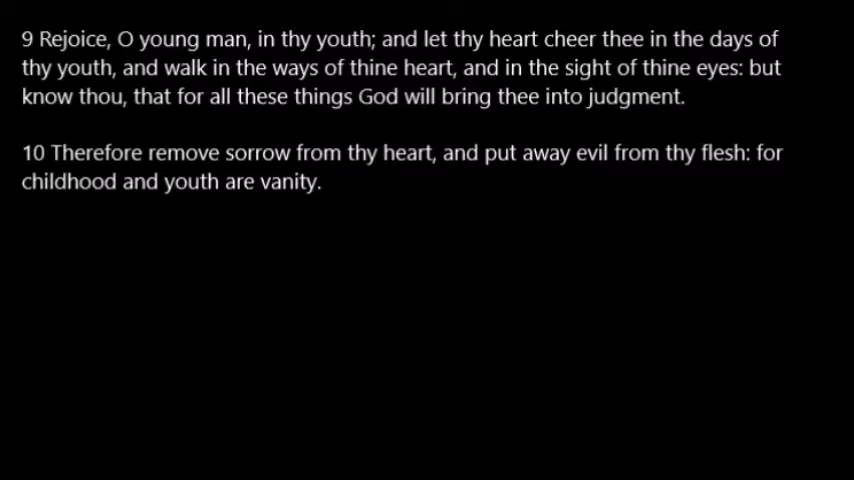 9 Rejoice, O young man, in thy youth; and let thy heart cheer thee in the days of
thy youth, and walk in the ways of thine heart, and in the sight of thine eyes: but
know thou, that for all these things God will bring thee into judgment.
10 Therefore remove sorrow from thy heart, and put away evil from thy flesh: for
childhood and youth are vanity.